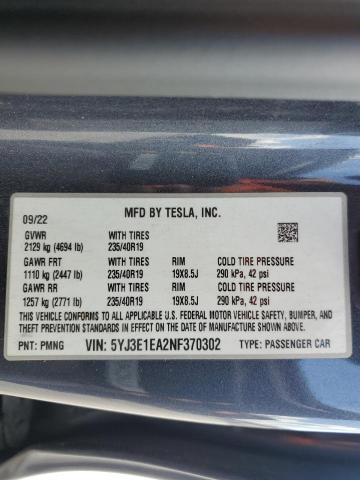 09/22 MFD BY TESLA, INC.
GVWR WITH TIRES
2129 kg (4694 lb) 235/40R19
GAWR FRT WITH TIRES RIM COLD TIRE PRESSURE
1110 kg (2447 lb) 235/40R19 19X8.5J 290 kPa, 42 psi
GAWR RR WITH TIRES RIM COLD TIRE PRESSURE
1257 kg (2771 lb) 235/40R19 19X8.5J 290 kPa, 42 psi
THIS VEHICLE CONFORMS TO ALL APPLICABLE
U.S. FEDERAL MOTOR VEHICLE SAFETY, BUMPER, AND
THEFT PREVENTION STANDARDS IN EFFECT ON
THE DATE OF MANUFACTURE SHOWN ABOVE.
PNT: PMNG VIN: 5YJ3E1EA2NF370302 TYPE: PASSENGER CAR